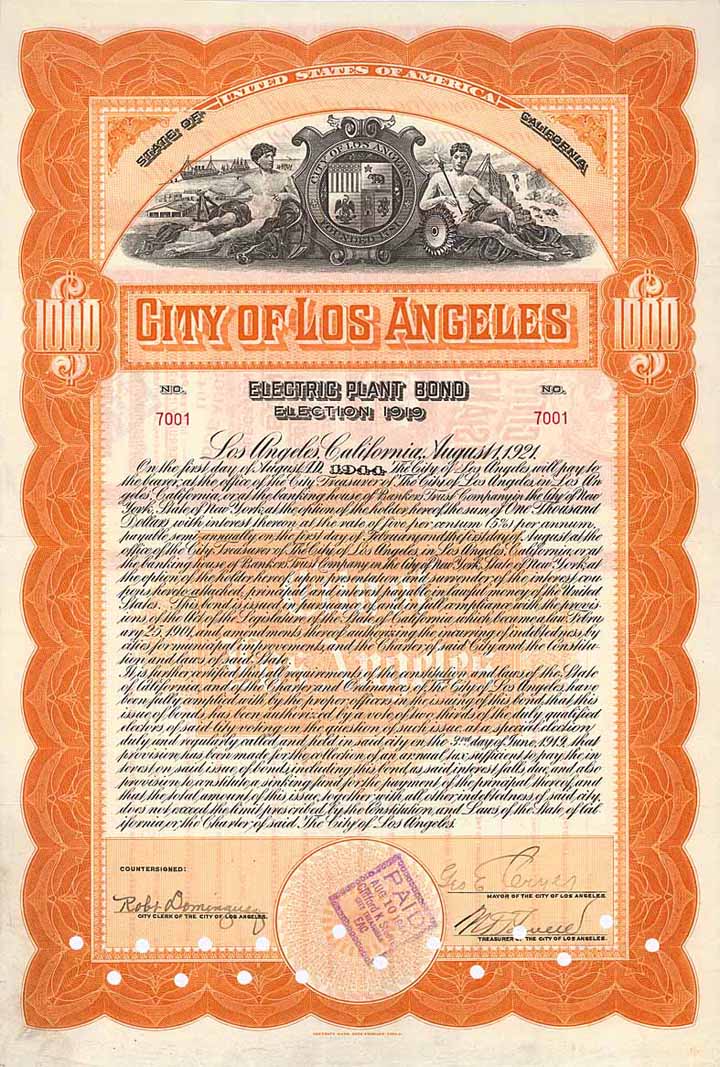 UNITED STATES OF AMERICA
STATE OF
CALIFORNIA
CITY OF LOS ANGELES
FOUNDED 1781
1000
CITY OF LOS ANGELES
1000
NO.
ELECTRIC PLANT BOND
NO.
7001
ELECTION 1919
7001
Los Angeles, California, August 1, 1921.
On the first day of August A.D. 1944 The City of Los Angeles will pay to
the bearer, at the office of the City Treasurer of The City of Los Angeles, in Los An
geles, California, or at the banking house of Bankers Trust Company in the City of New
York, State of New York, at the option of the holder hereof the sum of One Thousand
Dollars with interest thereon at the rate of five per centum (5%) per annum,
payable semi-annually on the first day of February and the first day of August at the
office of the City Treasurer of The City of Los Angeles, in Los Angeles, California, or at
the banking house of Bankers Trust Company in the City of New York, State of New York, at
the option of the holder hereof, upon presentation and surrender of the interest cou
pons hereto attached, principal and interest payable in lawful money of the United
States. This bond is issued pursuant to and in full compliance with the provis
ions of the Act of the Legislature of the State of California which became a law Febru
ary 25, 1901, and amendments thereof authorizing the incurring of indebtedness by
cities for municipal improvements, and the Charter of said City and the Constitu
tion and laws of said State.
It is further certified that all requirements of the constitution and laws of the State
of California, and of the Charter and Ordinances of The City of Los Angeles, have
been fully complied with by the proper officers in the issuing of this bond, that this
issue of bonds has been authorized by a vote of two thirds of the duly qualified
electors of said city voting on the question of such issue, at a special election
duly and regularly called and held in said city on the 3rd day of June, 1919, that
provision has been made for the collection of an annual tax sufficient to pay the in
terest on said issue of bonds, including this bond, as said interest falls due, and also
provision to constitute a sinking fund for the payment of the principal thereof, and
that the total amount of this issue, together with all other indebtedness of said city,
does not exceed the limit prescribed by the Constitution and Laws of the State of Cal
ifornia, or the Charter of said, The City of Los Angeles.
City of
Los Angeles
COUNTERSIGNED:
Robt Dominguez
CITY CLERK OF THE CITY OF LOS ANGELES.
PAID
AUG 10
Geo E
MAYOR OF THE CITY OF LOS ANGELES.
TREASURER OF THE CITY OF LOS ANGELES.